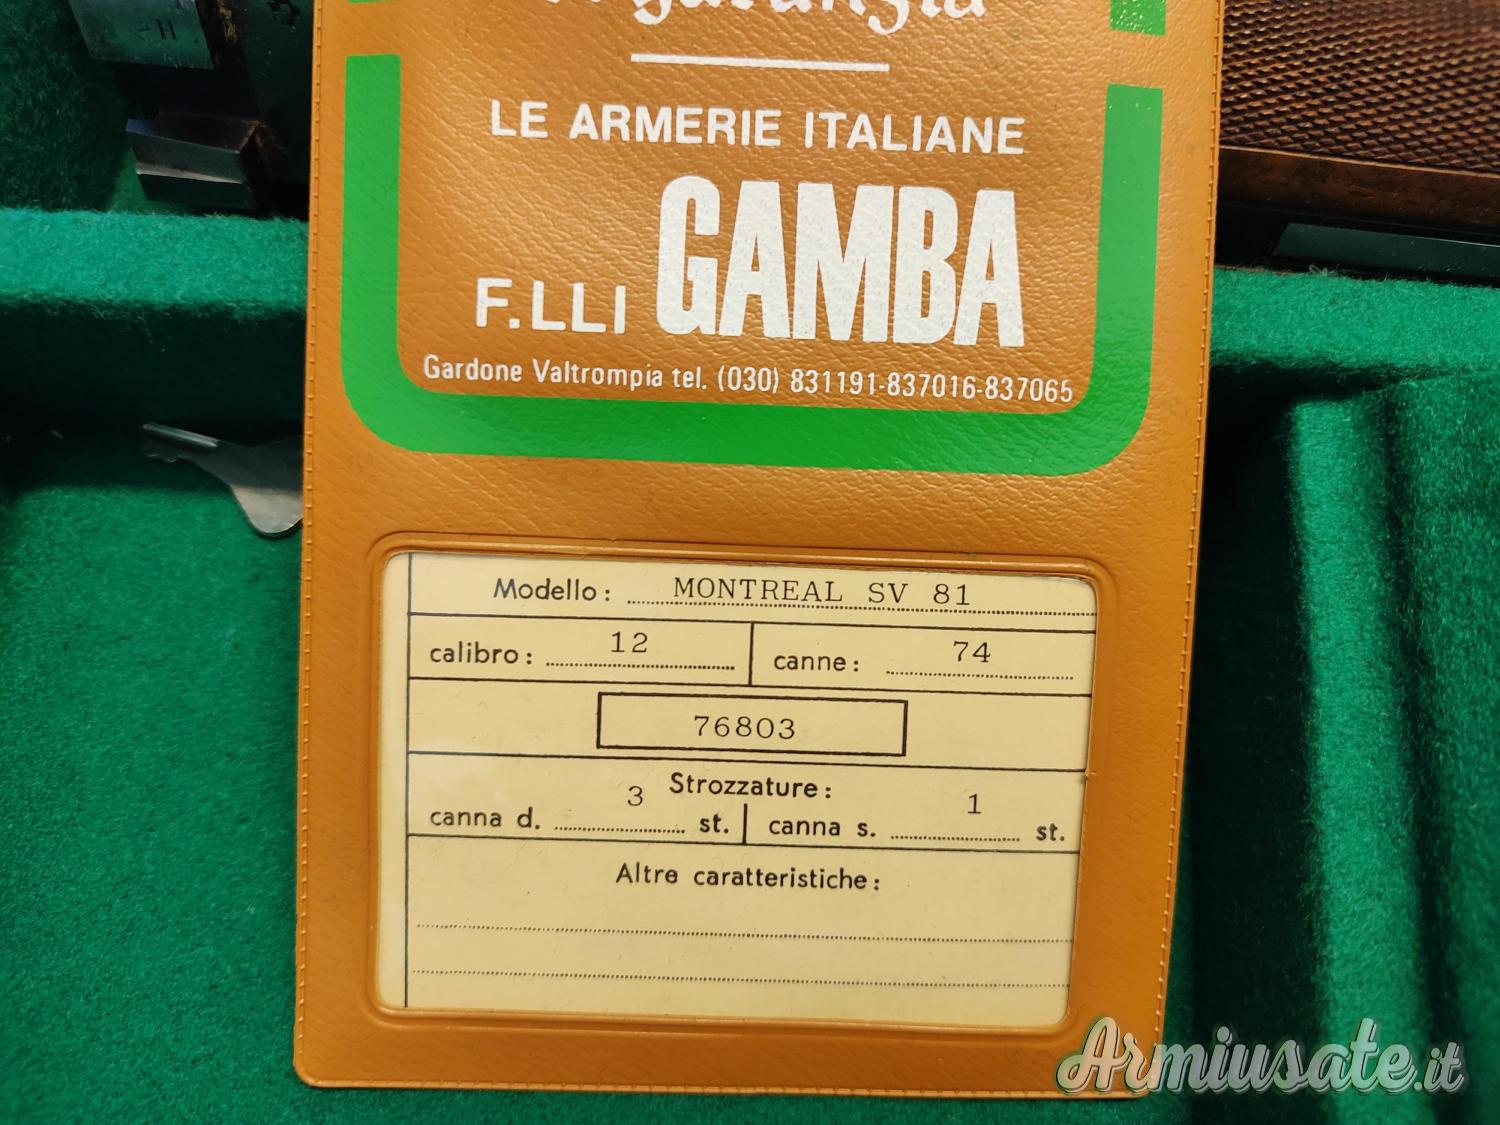 garanzia
LE ARMERIE ITALIANE
F.LLI GAMBA
Gardone Valtrompia tel. (030) 831191-837016-837065
Modello: MONTREAL SV 81
calibro: 12 canne: 74
76803
Strozzature:
canna d. 3 st. canna s. 1 st.
Altre caratteristiche:
Armiusate.it